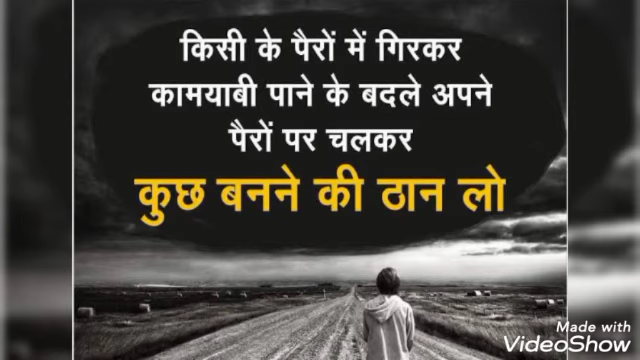 किसी के पैरों में गिरकर
कामयाबी पाने के बदले अपने
पैरों पर चलकर
कुछ बनने की ठान लो
Made with
VideoShow